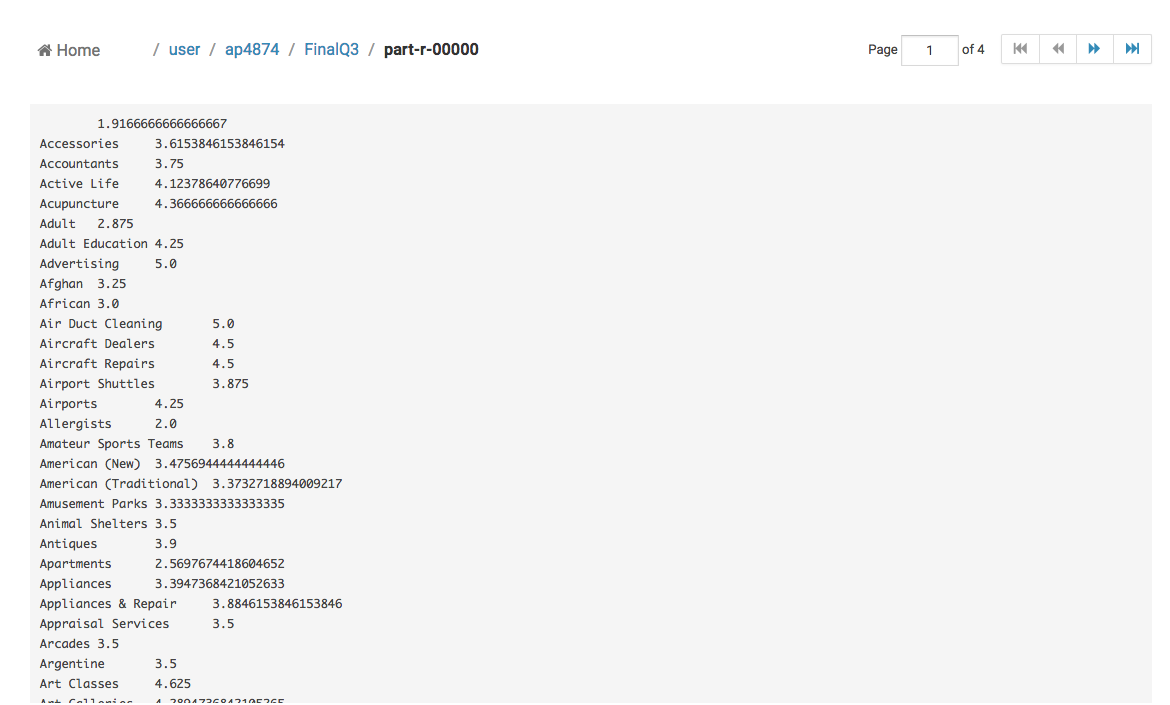 Home / user / ap4874 / FinalQ3 / part-r-00000 Page 1 of 4
1.9166666666666667
Accessories 3.6153846153846154
Accountants 3.75
Active Life 4.12378640776699
Acupuncture 4.366666666666666
Adult 2.875
Adult Education 4.25
Advertising 5.0
Afghan 3.25
African 3.0
Air Duct Cleaning 5.0
Aircraft Dealers 4.5
Aircraft Repairs 4.5
Airport Shuttles 3.875
Airports 4.25
Allergists 2.0
Amateur Sports Teams 3.8
American (New) 3.4756944444444446
American (Traditional) 3.3732718894009217
Amusement Parks 3.3333333333333335
Animal Shelters 3.5
Antiques 3.9
Apartments 2.5697674418604652
Appliances 3.3947368421052633
Appliances & Repair 3.8846153846153846
Appraisal Services 3.5
Arcades 3.5
Argentine 3.5
Art Classes 4.625
Art Galleries 4.2894736842105265